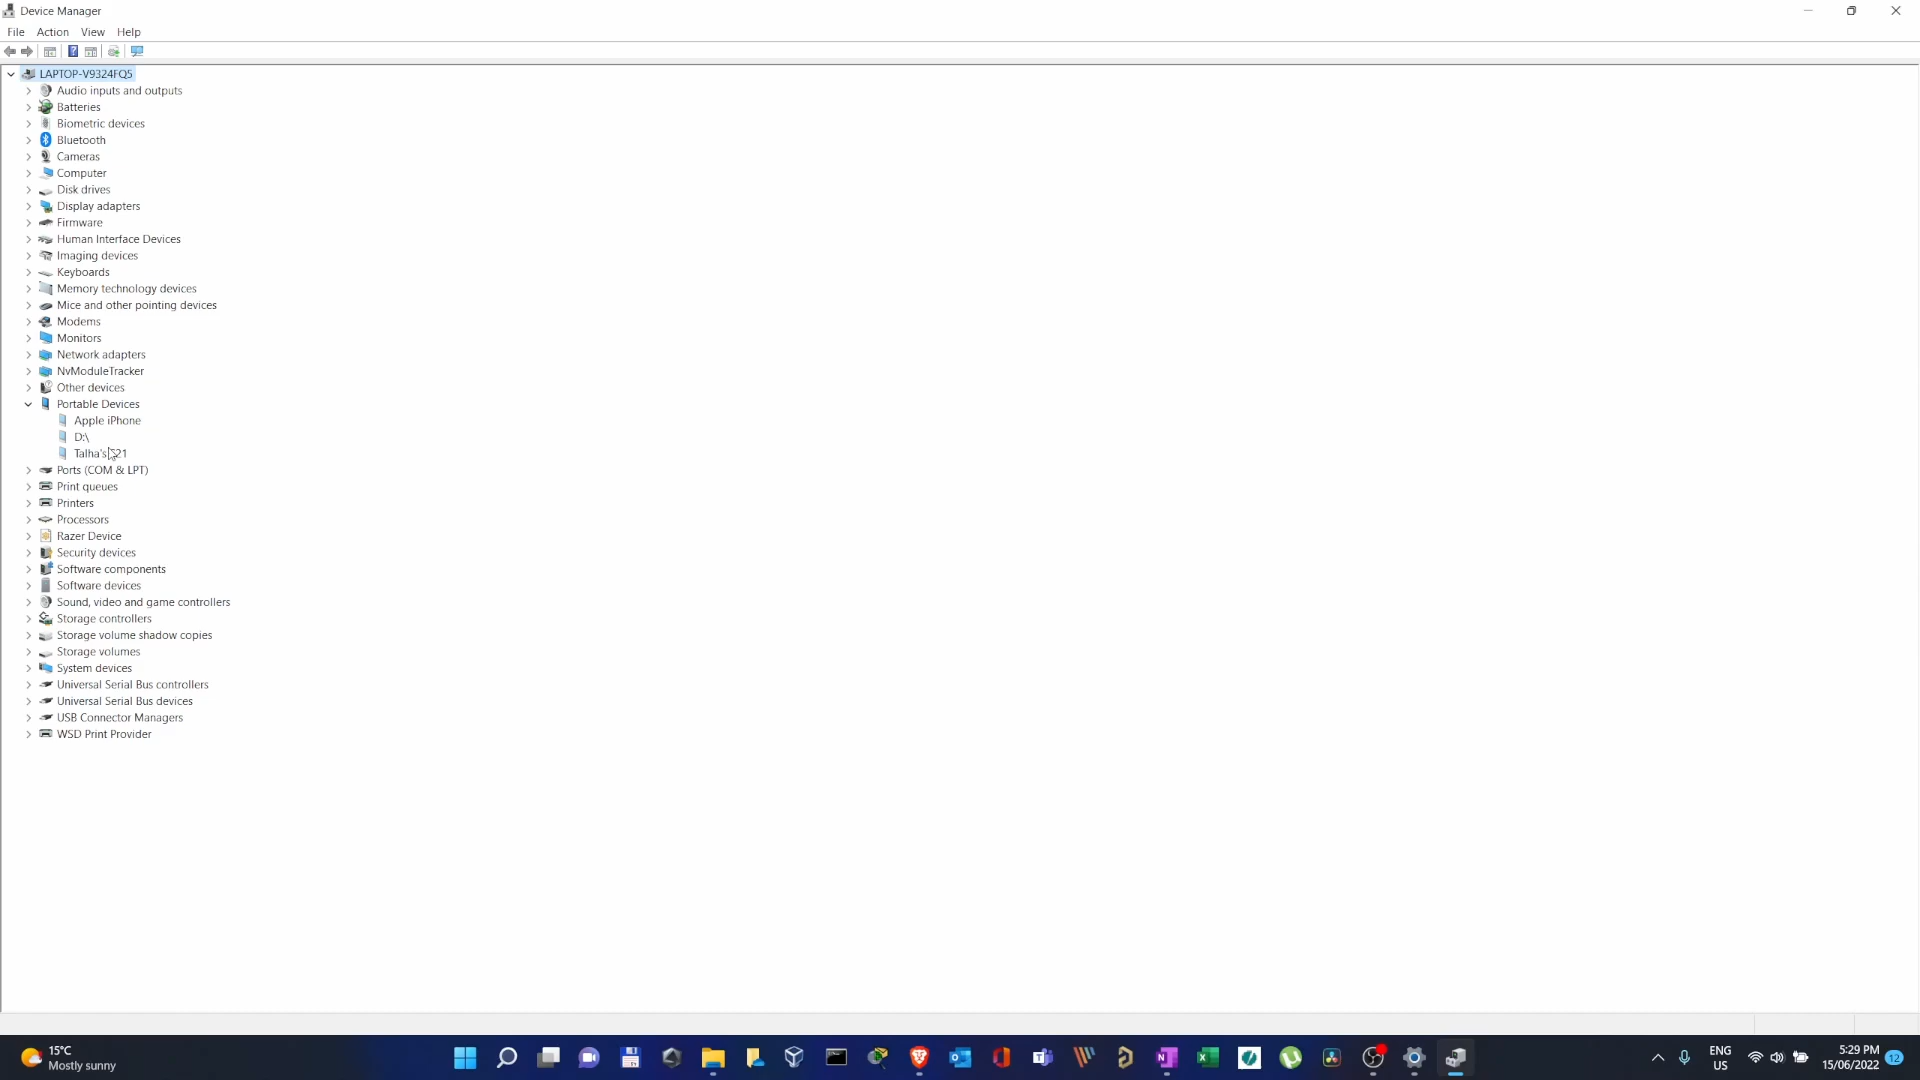 Device Manager
File Action View Help
LAPTOP-V9324FQ5
Audio inputs and outputs
Batteries
Biometric devices
Bluetooth
Cameras
Computer
Disk drives
Display adapters
Firmware
Human Interface Devices
Imaging devices
Keyboards
Memory technology devices
Mice and other pointing devices
Modems
Monitors
Network adapters
NvModuleTracker
Other devices
Portable Devices
Apple iPhone
D:\
Talha's 21
Ports (COM & LPT)
Print queues
Printers
Processors
Razer Device
Security devices
Software components
Software devices
Sound, video and game controllers
Storage controllers
Storage volume shadow copies
Storage volumes
System devices
Universal Serial Bus controllers
Universal Serial Bus devices
USB Connector Managers
WSD Print Provider
15°C
Mostly sunny
ENG
US
5:29 PM
15/06/2022
12